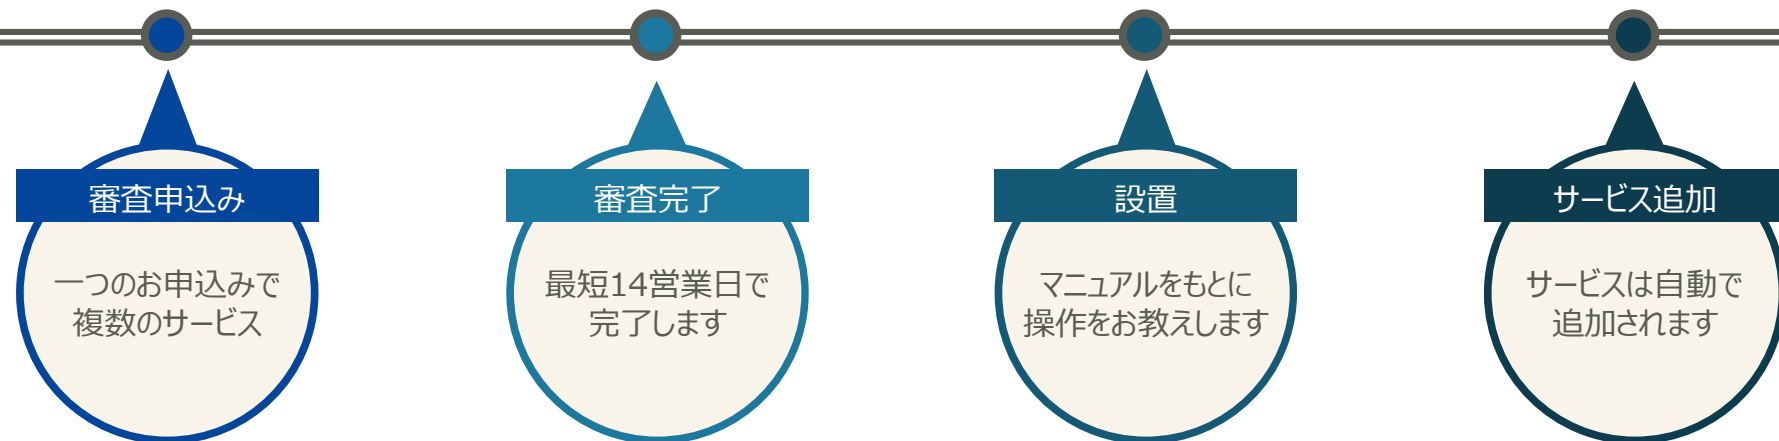 審査申込み
一つのお申込みで
複数のサービス
審査完了
最短14営業日で
完了します
設置
マニュアルをもとに
操作をお教えします
サービス追加
サービスは自動で
追加されます